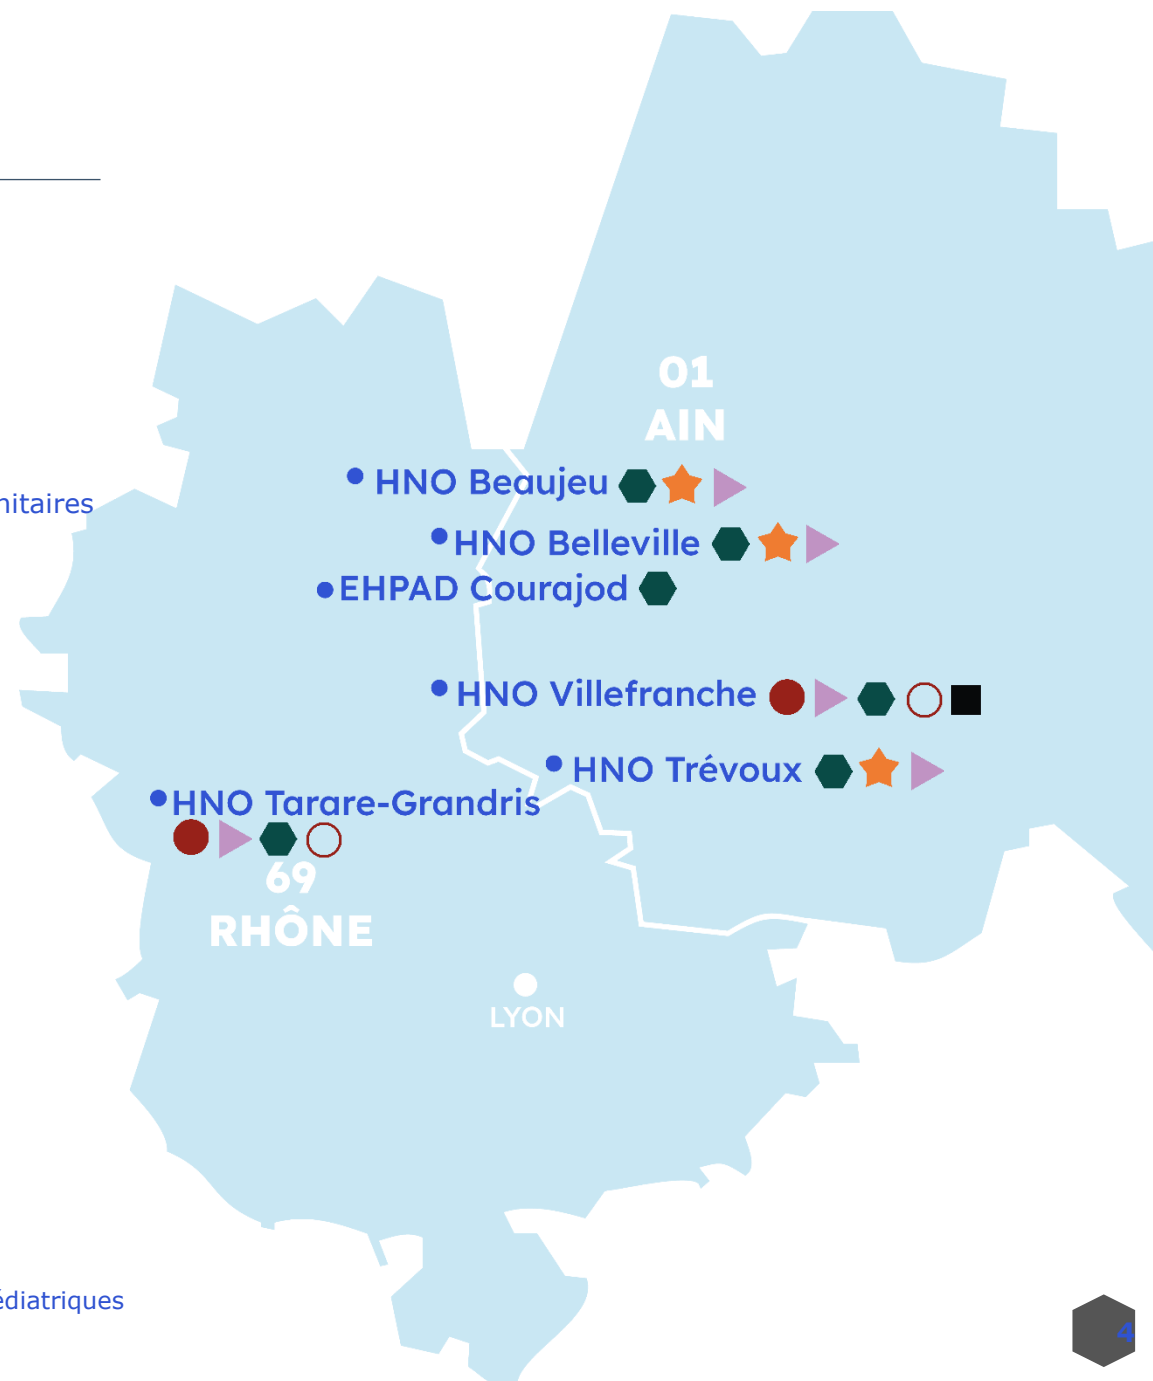 01
AIN
HNO Beaujeu
nitaires
HNO Belleville
EHPAD Courajod
HNO Villefranche
HNO Trévoux
HNO Tarare-Grandris
69
RHÔNE
LYON
édiatriques
4